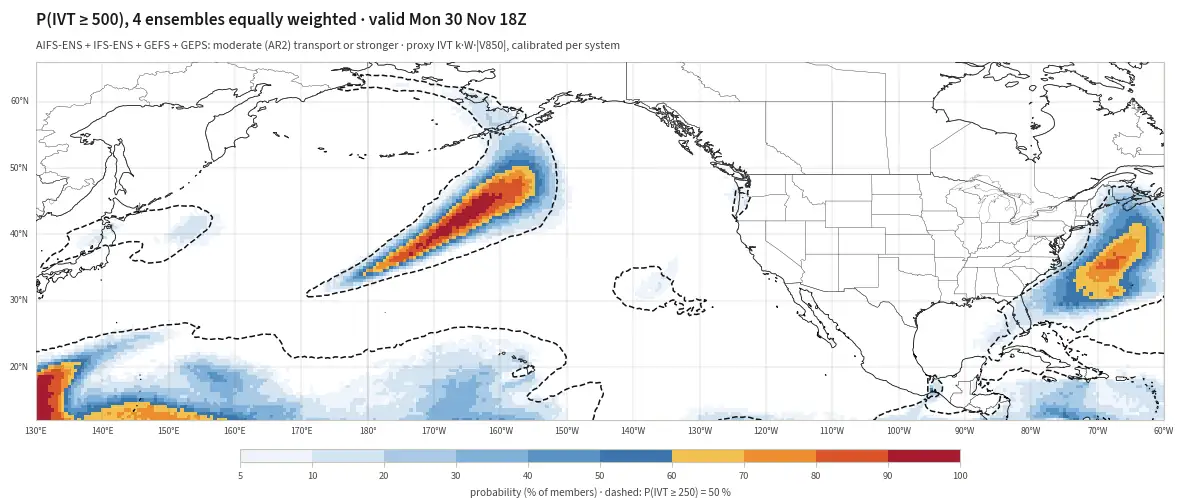 P(IVT ≥ 500), 4 ensembles equally weighted · valid Mon 30 Nov 18Z
AIFS-ENS + IFS-ENS + GEFS + GEPS: moderate (AR2) transport or stronger · proxy IVT k·W·|V850|, calibrated per system
60°N
50°N
40°N
30°N
20°N
130°E 140°E 150°E 160°E 170°E 180° 170°W 160°W 150°W 140°W 130°W 120°W 110°W 100°W 90°W 80°W 70°W 60°W
5 10 20 30 40 50 60 70 80 90 100
probability (% of members) · dashed: P(IVT ≥ 250) = 50 %